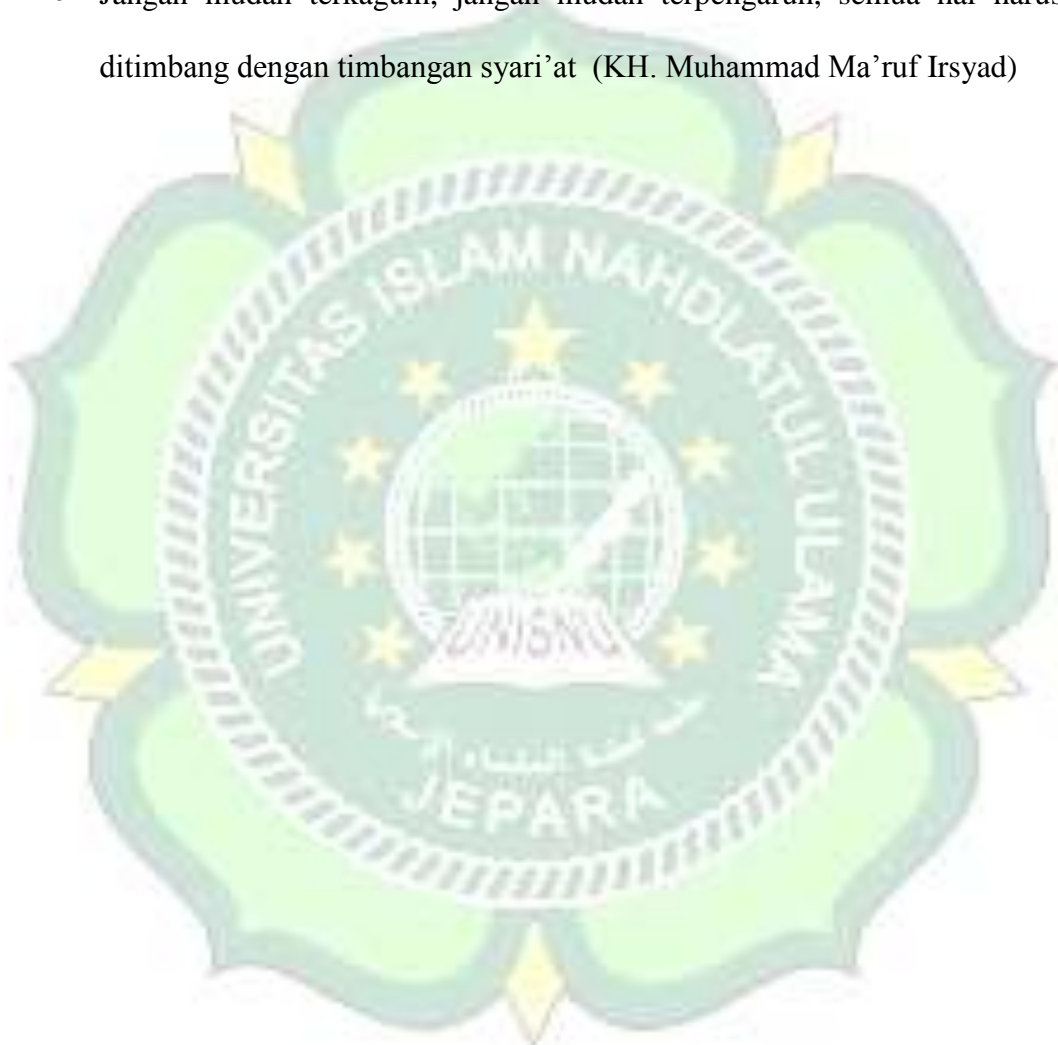 Jangan mudah terkagum, jangan mudah terpengaruh, semua hal harus
ditimbang dengan timbangan syari’at (KH. Muhammad Ma’ruf Irsyad)
UNIVERSITAS ISLAM NAHDLATUL ULAMA
UNISNU
JEPARA